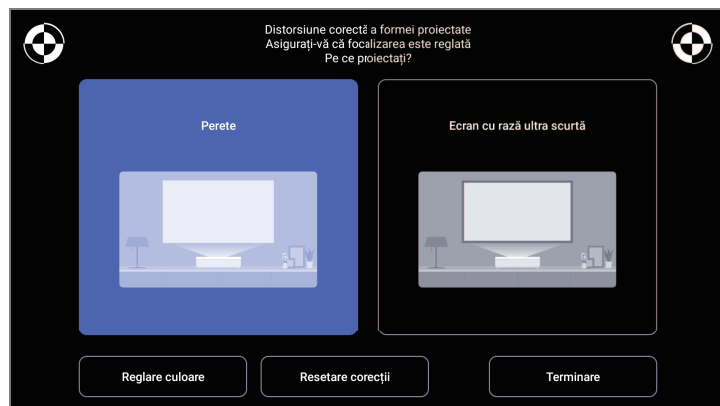 Distorsiune corectă a formei proiectate
Asigurați-vă că focalizarea este reglată
Pe ce proiectați?
Perete
Ecran cu rază ultra scurtă
Reglare culoare
Resetare corecții
Terminare